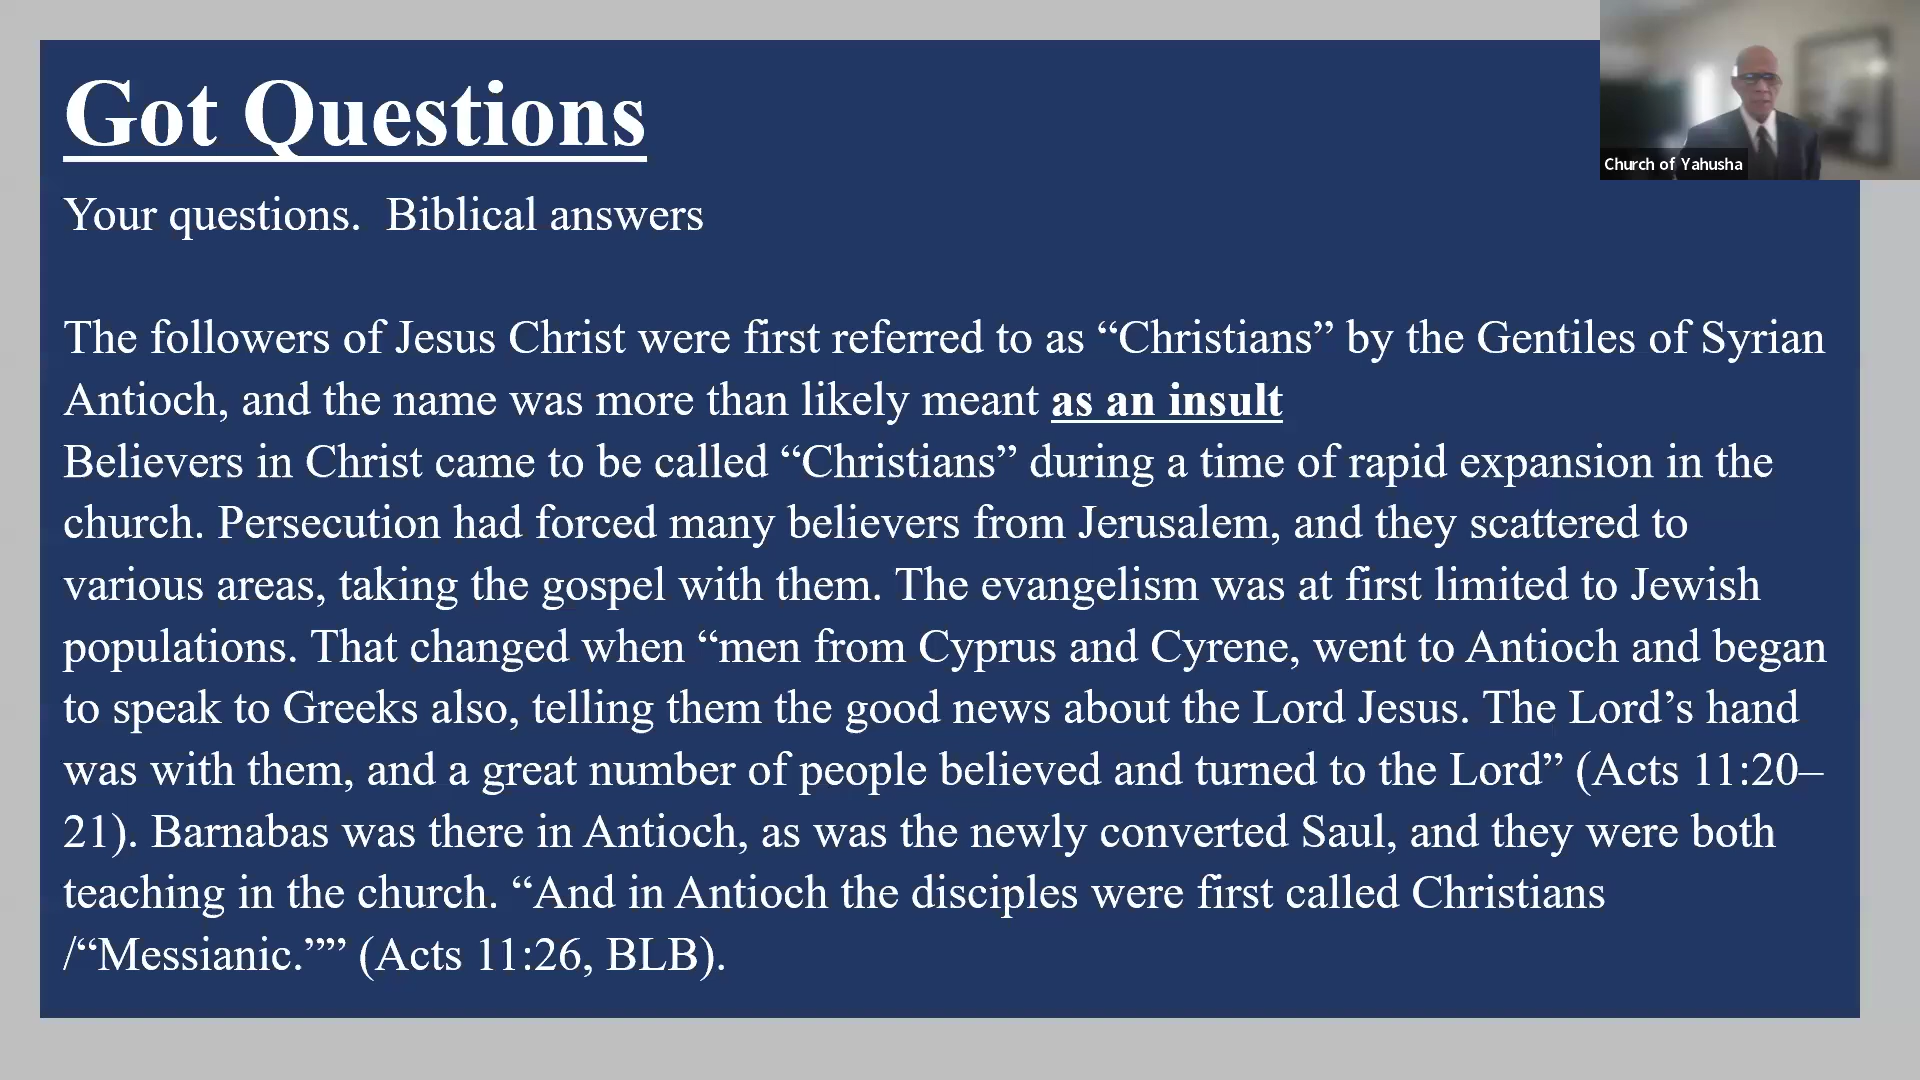 Got Questions
Church of Yahusha
Your questions.  Biblical answers
The followers of Jesus Christ were first referred to as “Christians” by the Gentiles of Syrian
Antioch, and the name was more than likely meant as an insult
Believers in Christ came to be called “Christians” during a time of rapid expansion in the
church. Persecution had forced many believers from Jerusalem, and they scattered to
various areas, taking the gospel with them. The evangelism was at first limited to Jewish
populations. That changed when “men from Cyprus and Cyrene, went to Antioch and began
to speak to Greeks also, telling them the good news about the Lord Jesus. The Lord’s hand
was with them, and a great number of people believed and turned to the Lord” (Acts 11:20–
21). Barnabas was there in Antioch, as was the newly converted Saul, and they were both
teaching in the church. “And in Antioch the disciples were first called Christians
/“Messianic.”” (Acts 11:26, BLB).